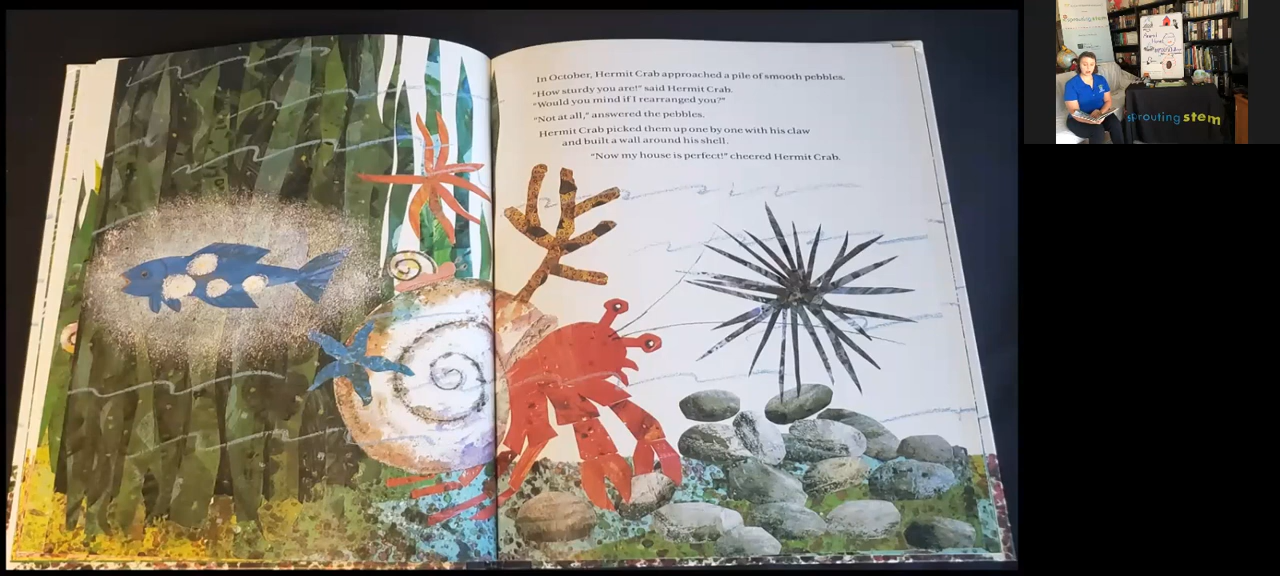 In October, Hermit Crab approached a pile of smooth pebbles.
"How sturdy you are!" said Hermit Crab.
"Would you mind if I rearranged you?"
"Not at all," answered the pebbles.
Hermit Crab picked them up one by one with his claw
and built a wall around his shell.
"Now my house is perfect!" cheered Hermit Crab.
sprouting stem